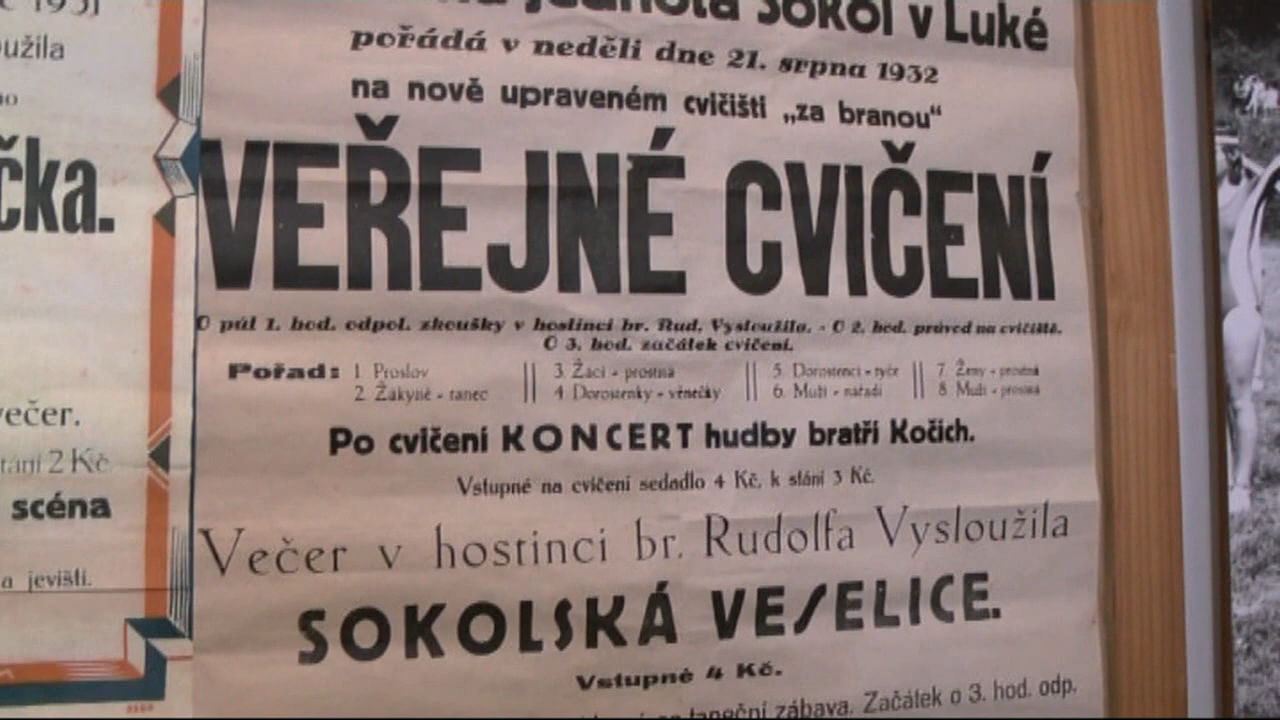 1931
oužila
čka.
večer.
stání 2 Kč
scéna
a jevišti.
jednota Sokol v Luké
pořádá v neděli dne 21. srpna 1932
na nově upraveném cvičišti „za branou“
VEŘEJNÉ CVIČENÍ
O půl 1. hod. odpol. zkoušky v hostinci br. Rud. Vysloužila. - O 2. hod. průvod na cvičiště.
O 3. hod. začátek cvičení.
Pořad: 1 Proslov 3. Žáci - prostná 5. Dorostenci - tyče 7. Ženy - prostná
2. Žákyně - tanec 4 Dorostenky - věnečky 6. Muži - nářadí 8 Muži - prostná
Po cvičení KONCERT hudby bratří Kočich.
Vstupné na cvičení sedadlo 4 Kč, k stání 3 Kč.
Večer v hostinci br. Rudolfa Vysloužila
SOKOLSKÁ VESELICE.
Vstupné 4 Kč.
taneční zábava. Začátek o 3. hod. odp.